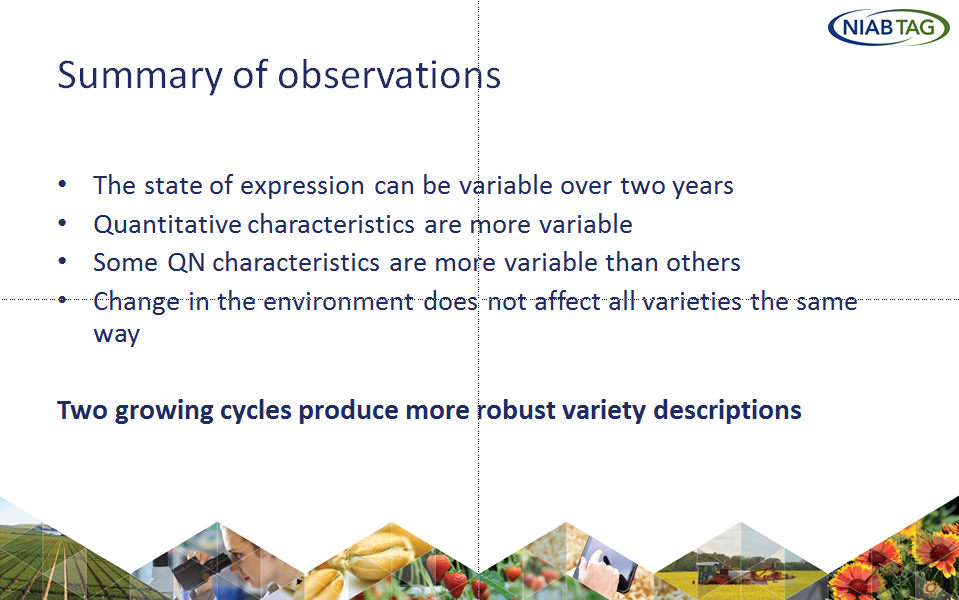 NIAB TAG
Summary of observations
• The state of expression can be variable over two years
• Quantitative characteristics are more variable
• Some QN characteristics are more variable than others
• Change in the environment does not affect all varieties the same
way
Two growing cycles produce more robust variety descriptions